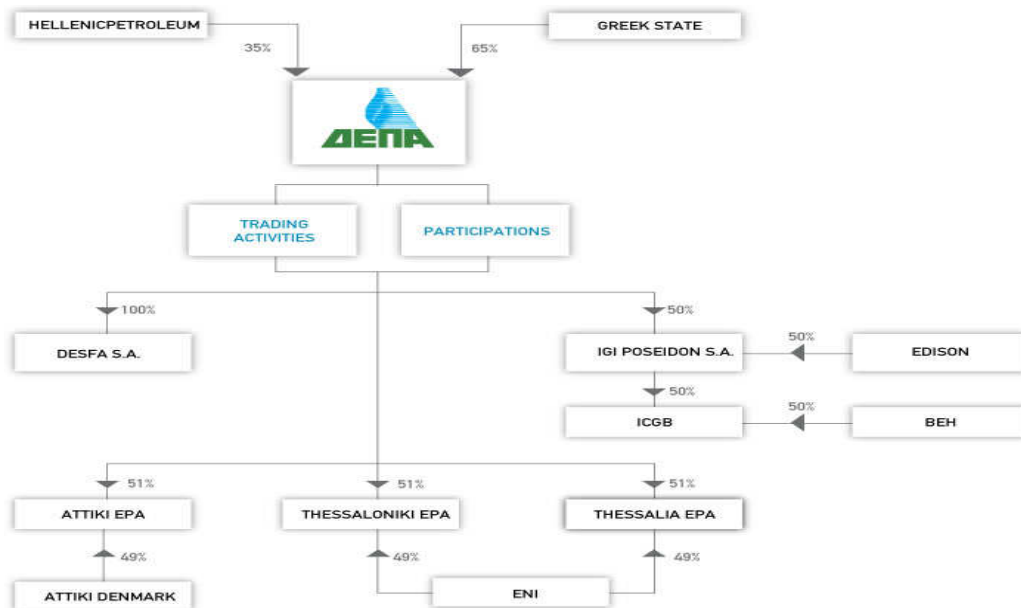 HELLENICPETROLEUM
GREEK STATE
35%
65%
ΔΕΠΑ
TRADING
ACTIVITIES
PARTICIPATIONS
100%
50%
DESFA S.A.
IGI POSEIDON S.A.
50%
EDISON
50%
ICGB
50%
BEH
51%
51%
51%
ATTIKI EPA
THESSALONIKI EPA
THESSALIA EPA
49%
49%
49%
ATTIKI DENMARK
ENI